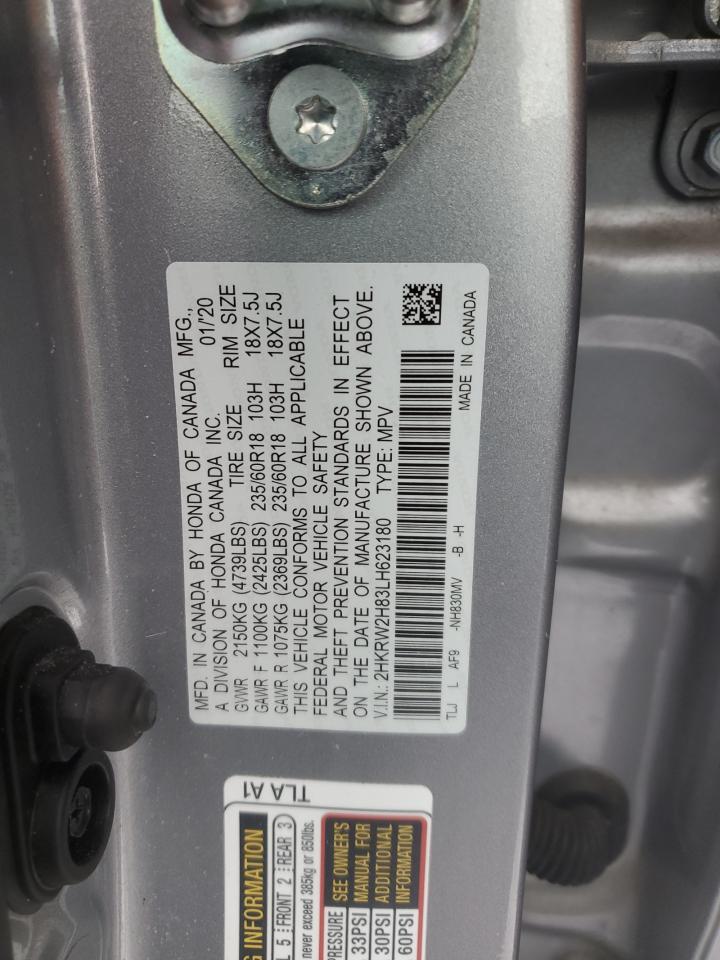 MFD. IN CANADA BY HONDA OF CANADA MFG.,
A DIVISION OF HONDA CANADA INC. 01/'20
GVWR 2150KG (4739LBS) TIRE SIZE RIM SIZE
GAWR F 1100KG (2425LBS) 235/60R18 103H 18X7.5J
GAWR R 1075KG (2369LBS) 235/60R18 103H 18X7.5J
THIS VEHICLE CONFORMS TO ALL APPLICABLE
FEDERAL MOTOR VEHICLE SAFETY
AND THEFT PREVENTION STANDARDS IN EFFECT
ON THE DATE OF MANUFACTURE SHOWN ABOVE.
V.I.N.: 2HKRW2H83LH623180 TYPE: MPV
TLJ L AF9 -NH830MV -B -H
MADE IN CANADA
TLA A1
INFORMATION
5 FRONT 2 REAR 3
never exceed 385kg or 850lbs.
PRESSURE SEE OWNER'S
33PSI MANUAL FOR
30PSI ADDITIONAL
60PSI INFORMATION